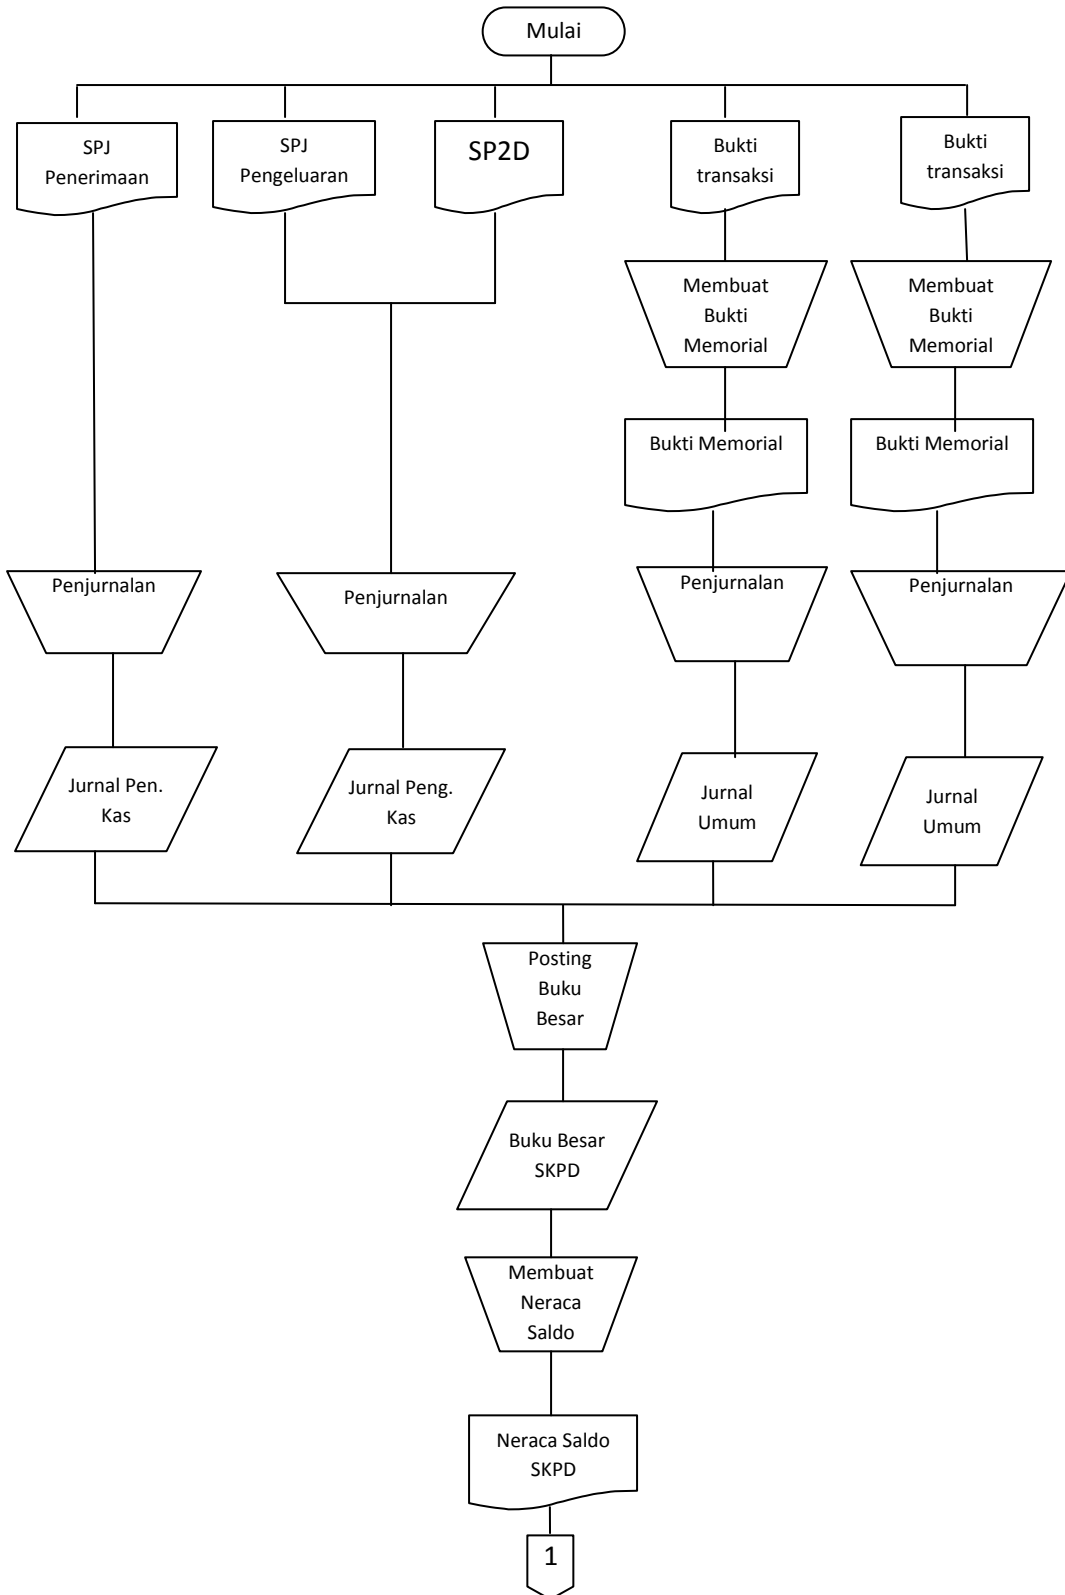 Mulai
SPJ
Penerimaan
SPJ
Pengeluaran
SP2D
Bukti
transaksi
Bukti
transaksi
Membuat
Bukti
Memorial
Membuat
Bukti
Memorial
Bukti Memorial
Bukti Memorial
Penjurnalan
Penjurnalan
Penjurnalan
Penjurnalan
Jurnal Pen.
Kas
Jurnal Peng.
Kas
Jurnal
Umum
Jurnal
Umum
Posting
Buku
Besar
Buku Besar
SKPD
Membuat
Neraca
Saldo
Neraca Saldo
SKPD
1